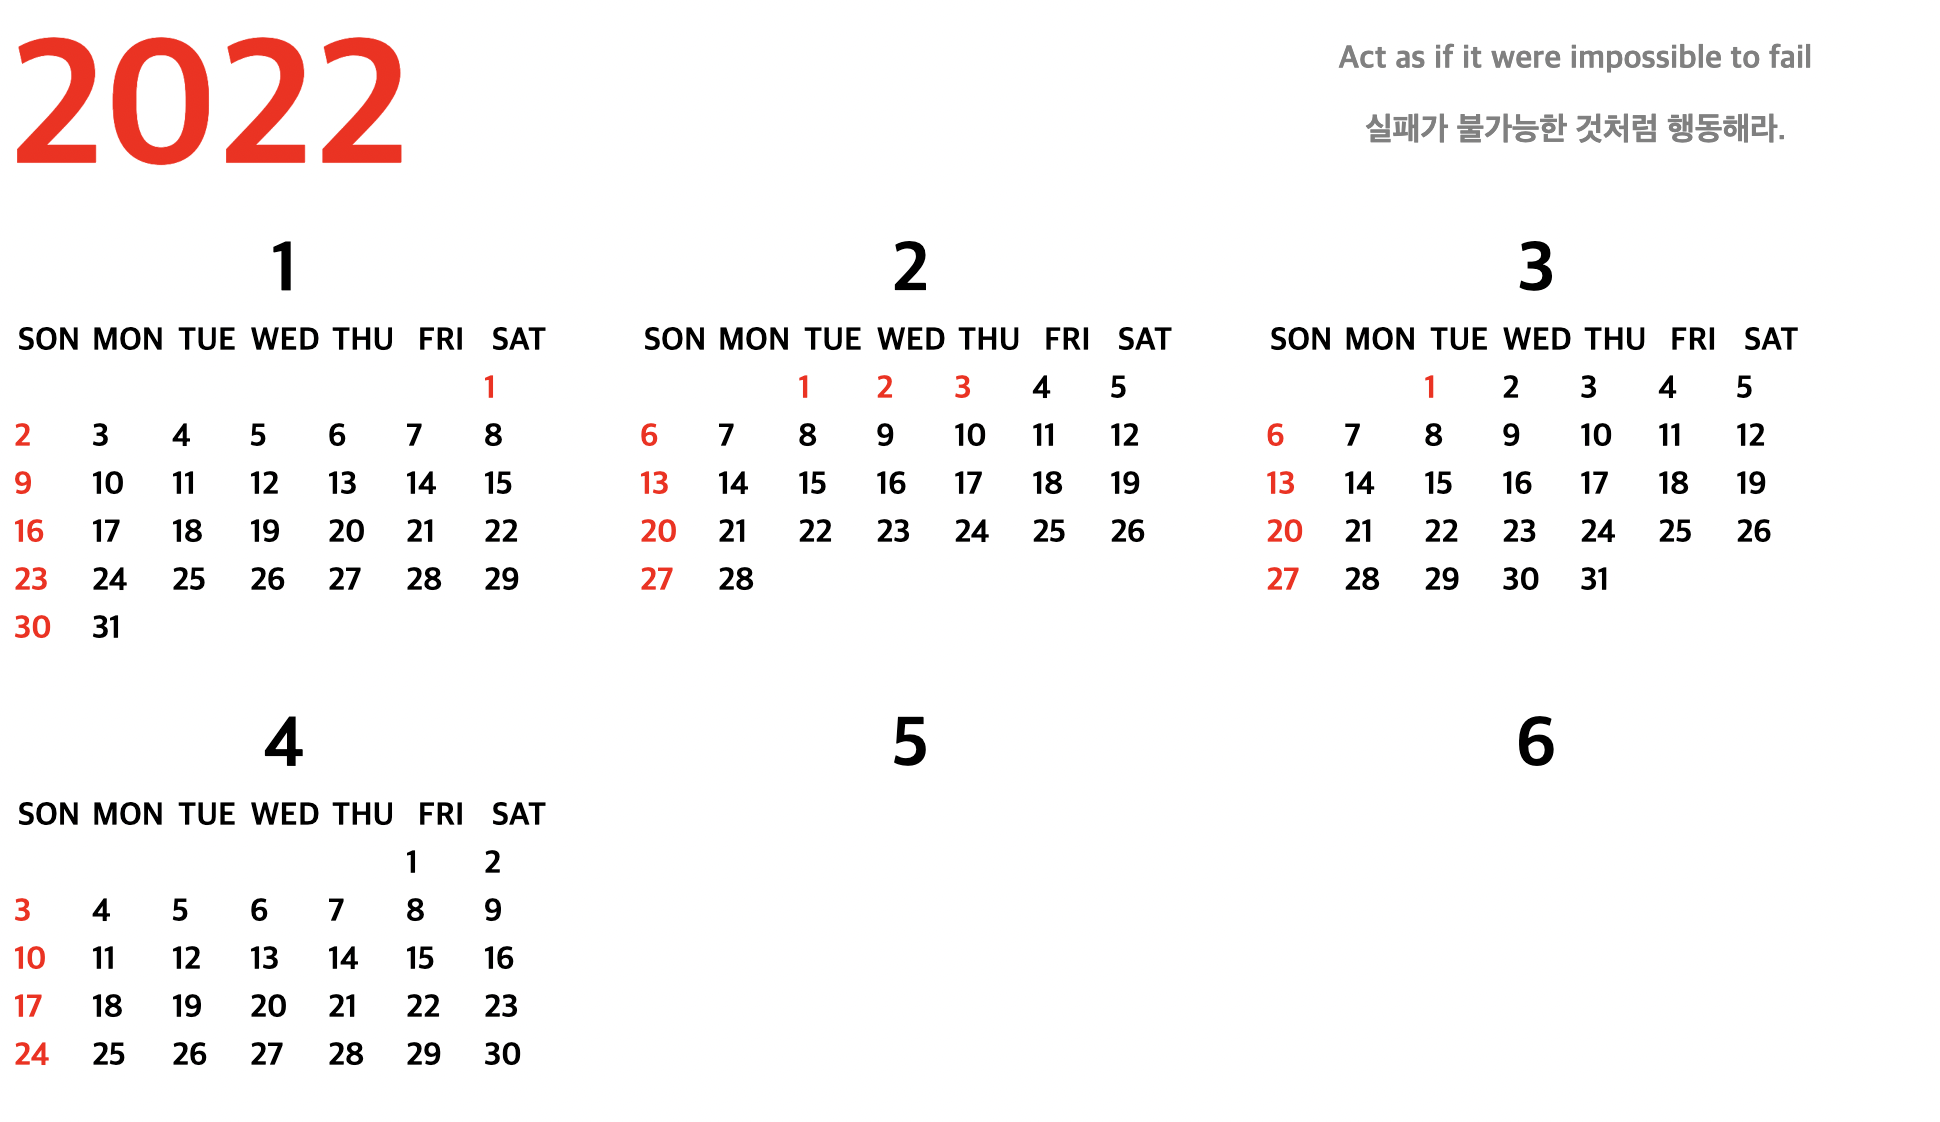 2022
Act as if it were impossible to fail
실패가 불가능한 것처럼 행동해라.
1
SON MON TUE WED THU FRI SAT
1
2 3 4 5 6 7 8
9 10 11 12 13 14 15
16 17 18 19 20 21 22
23 24 25 26 27 28 29
30 31
2
SON MON TUE WED THU FRI SAT
1 2 3 4 5
6 7 8 9 10 11 12
13 14 15 16 17 18 19
20 21 22 23 24 25 26
27 28
3
SON MON TUE WED THU FRI SAT
1 2 3 4 5
6 7 8 9 10 11 12
13 14 15 16 17 18 19
20 21 22 23 24 25 26
27 28 29 30 31
4
SON MON TUE WED THU FRI SAT
1 2
3 4 5 6 7 8 9
10 11 12 13 14 15 16
17 18 19 20 21 22 23
24 25 26 27 28 29 30
5
6